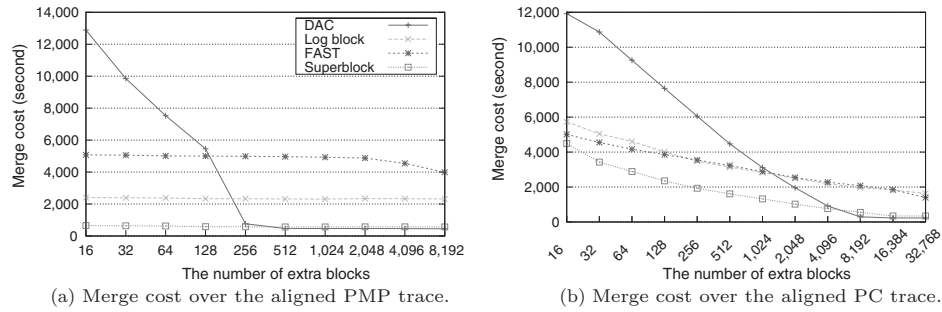 14,000
12,000
10,000
8,000
6,000
4,000
2,000
0
Merge cost (second)
DAC
Log block
FAST
Superblock
16 32 64 128 256 512 1,024 2,048 4,096 8,192
The number of extra blocks
(a) Merge cost over the aligned PMP trace.
12,000
10,000
8,000
6,000
4,000
2,000
0
Merge cost (second)
16 32 64 128 256 512 1,024 2,048 4,096 8,192 16,384 32,768
The number of extra blocks
(b) Merge cost over the aligned PC trace.